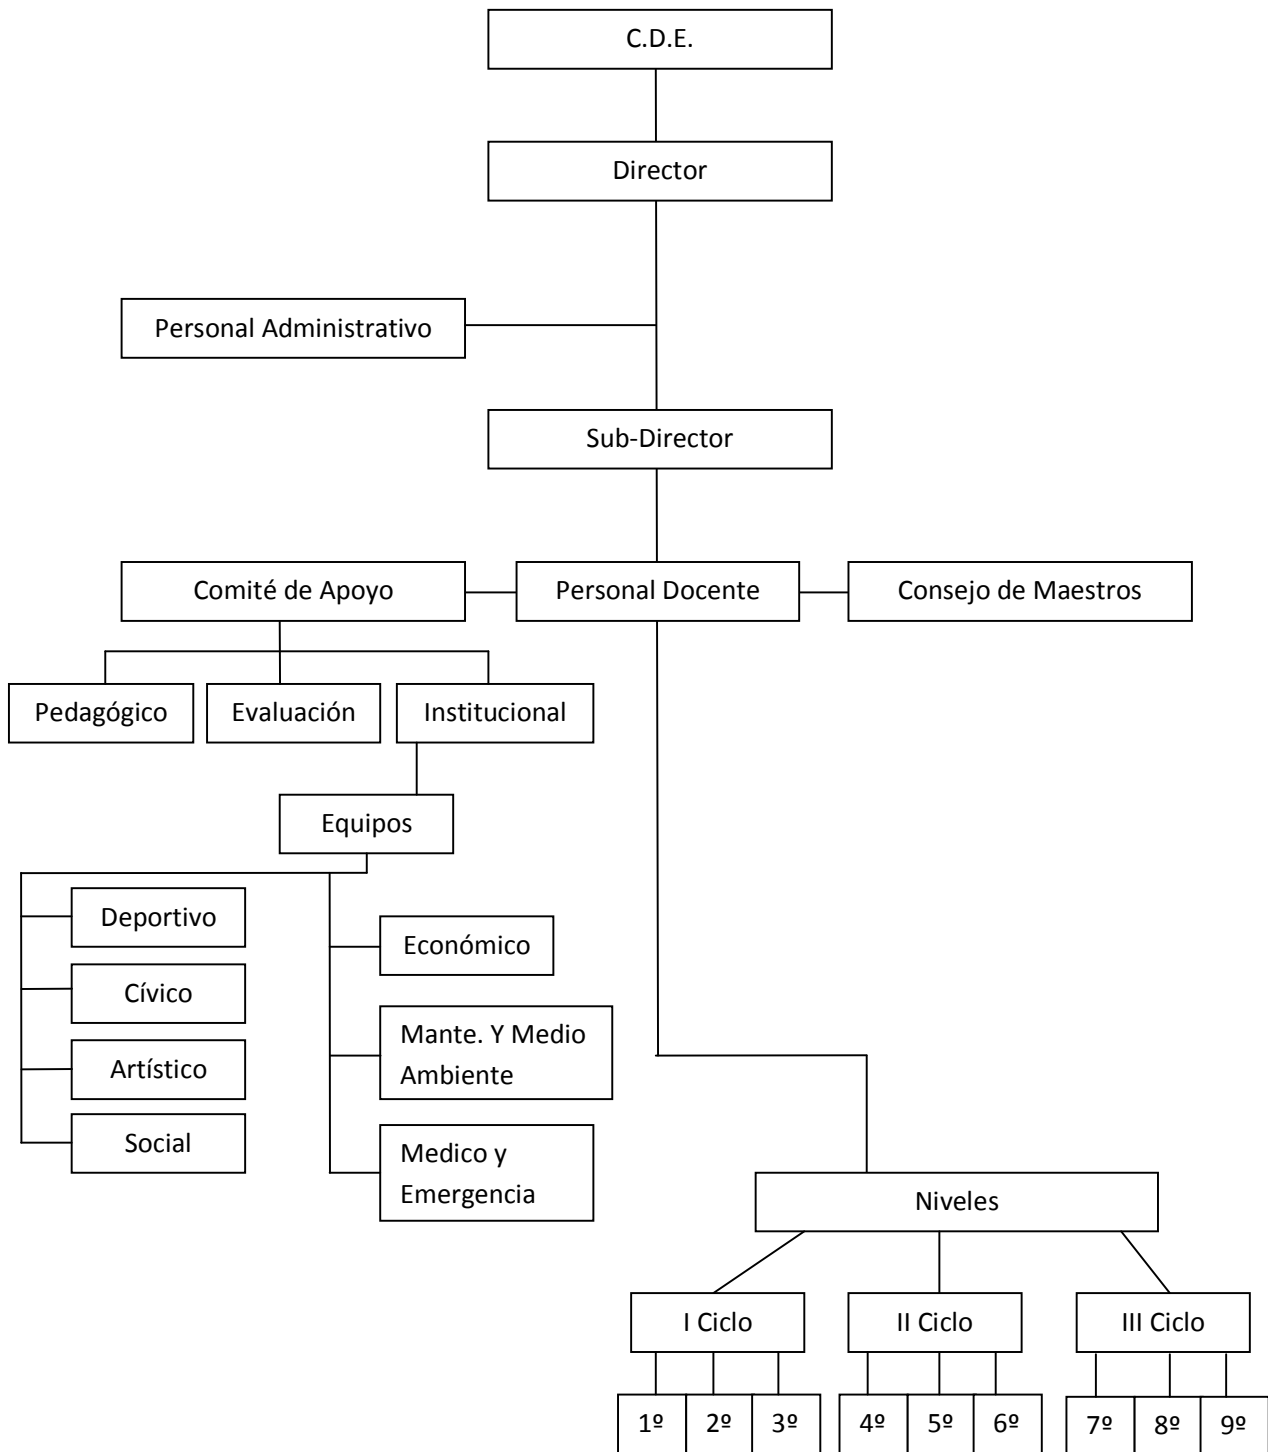 C.D.E.
Director
Personal Administrativo
Sub-Director
Comité de Apoyo
Personal Docente
Consejo de Maestros
Pedagógico
Evaluación
Institucional
Equipos
Deportivo
Cívico
Artístico
Social
Económico
Mante. Y Medio
Ambiente
Medico y
Emergencia
Niveles
I Ciclo
II Ciclo
III Ciclo
1º
2º
3º
4º
5º
6º
7º
8º
9º